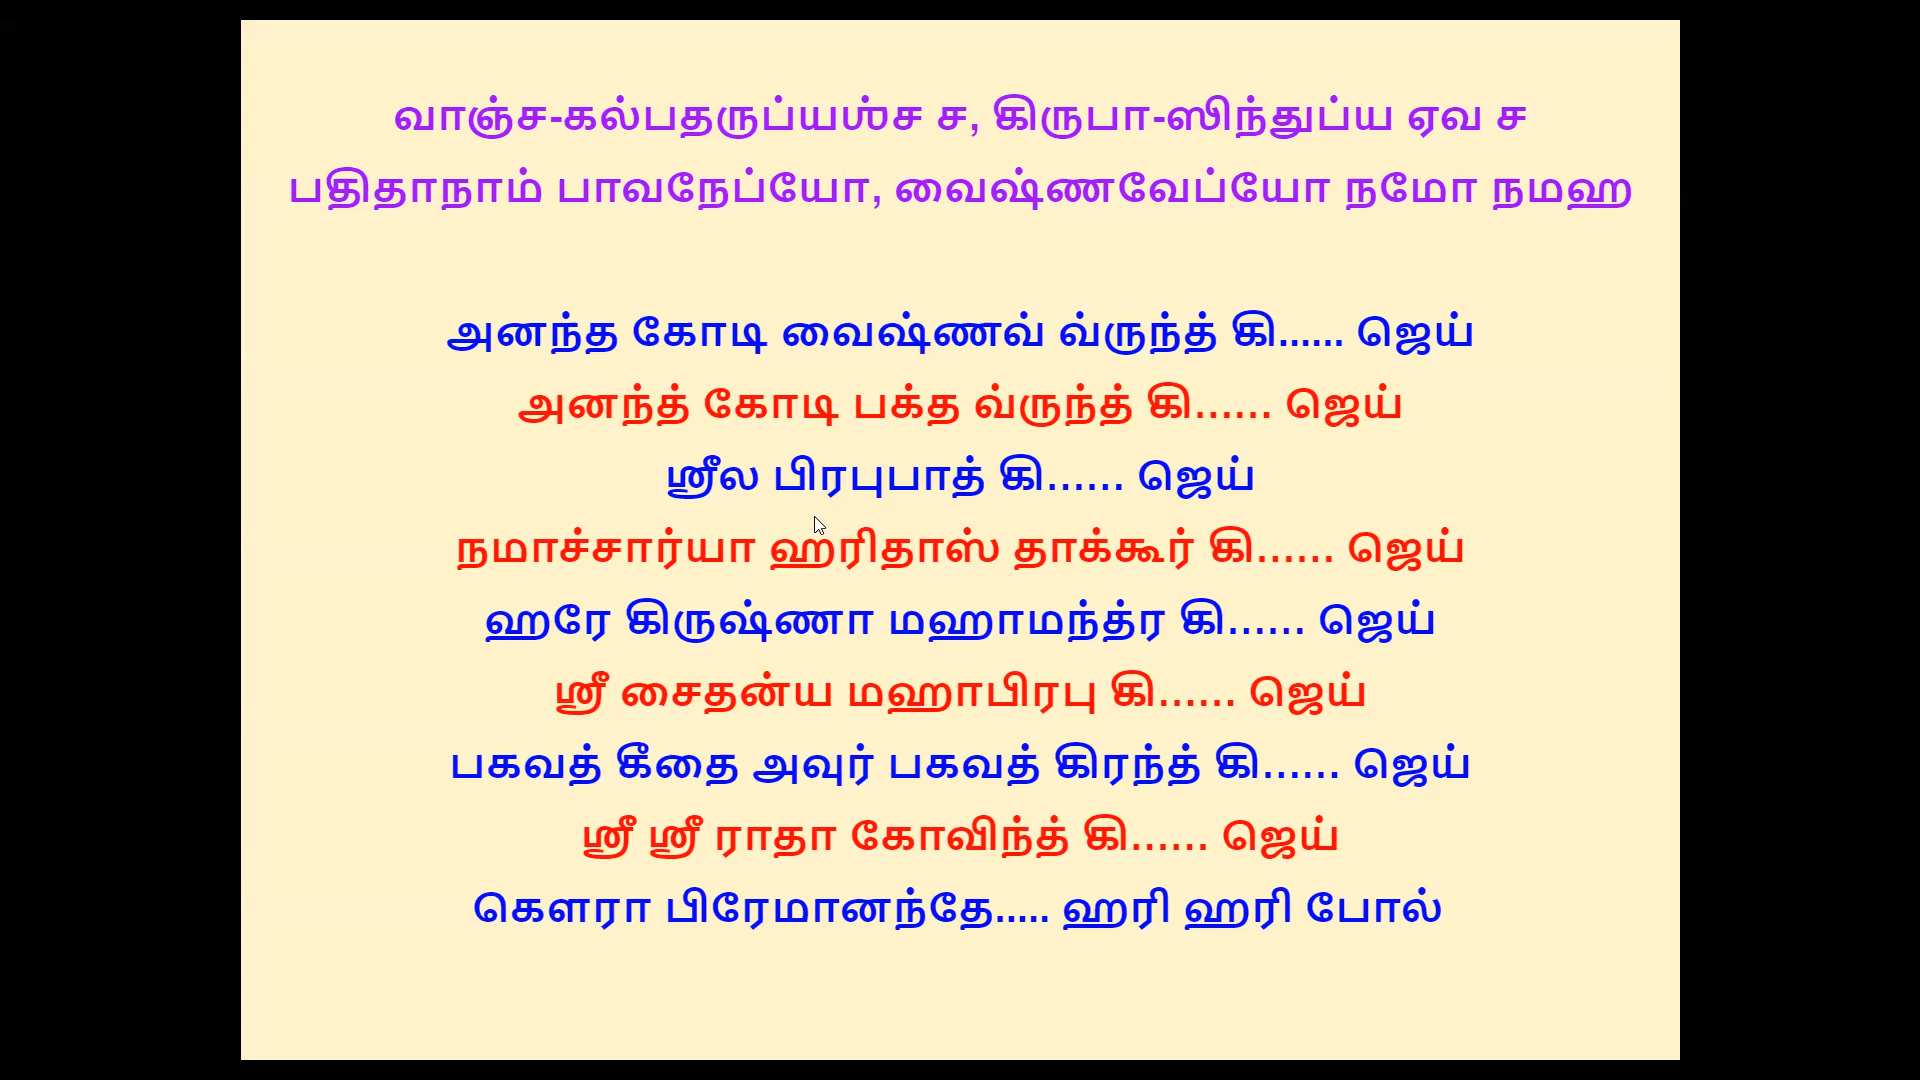 வாஞ்ச-கல்பதருப்யஶ்ச ச, கிருபா-ஸிந்துப்ய ஏவ ச
பதிதாநாம் பாவநேப்யோ, வைஷ்ணவேப்யோ நமோ நமஹ
அனந்த கோடி வைஷ்ணவ் வ்ருந்த் கி...... ஜெய்
அனந்த் கோடி பக்த வ்ருந்த் கி...... ஜெய்
ஸ்ரீல பிரபுபாத் கி...... ஜெய்
நமாச்சார்யா ஹரிதாஸ் தாக்கூர் கி...... ஜெய்
ஹரே கிருஷ்ணா மஹாமந்த்ர கி...... ஜெய்
ஸ்ரீ சைதன்ய மஹாபிரபு கி...... ஜெய்
பகவத் கீதை அவுர் பகவத் கிரந்த் கி...... ஜெய்
ஸ்ரீ ஸ்ரீ ராதா கோவிந்த் கி...... ஜெய்
கௌரா பிரேமானந்தே..... ஹரி ஹரி போல்